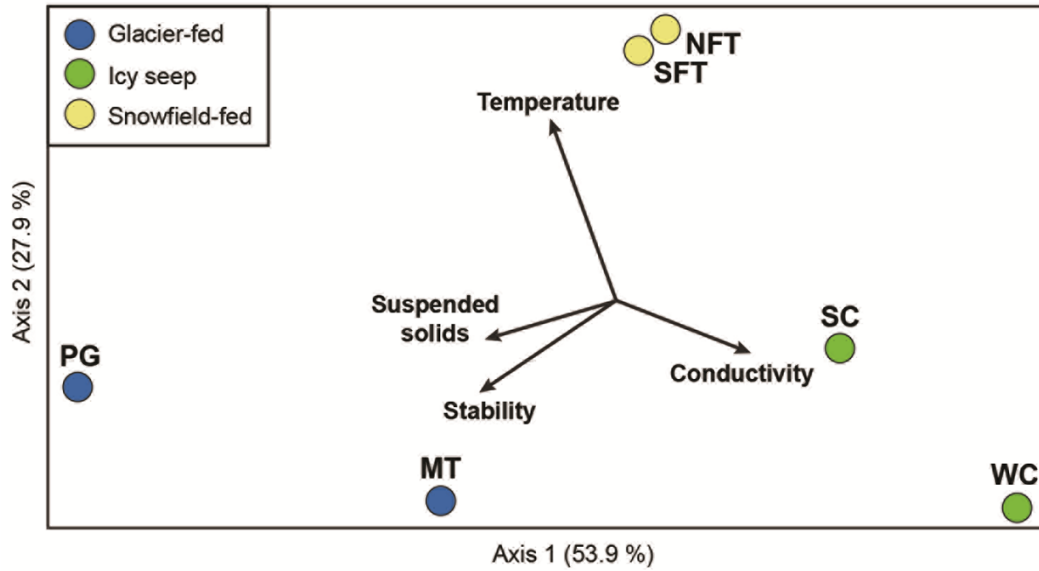 Glacier-fed
Icy seep
Snowfield-fed
NFT
SFT
Temperature
Suspended
solids
SC
PG
Conductivity
Stability
MT
WC
Axis 2 (27.9 %)
Axis 1 (53.9 %)